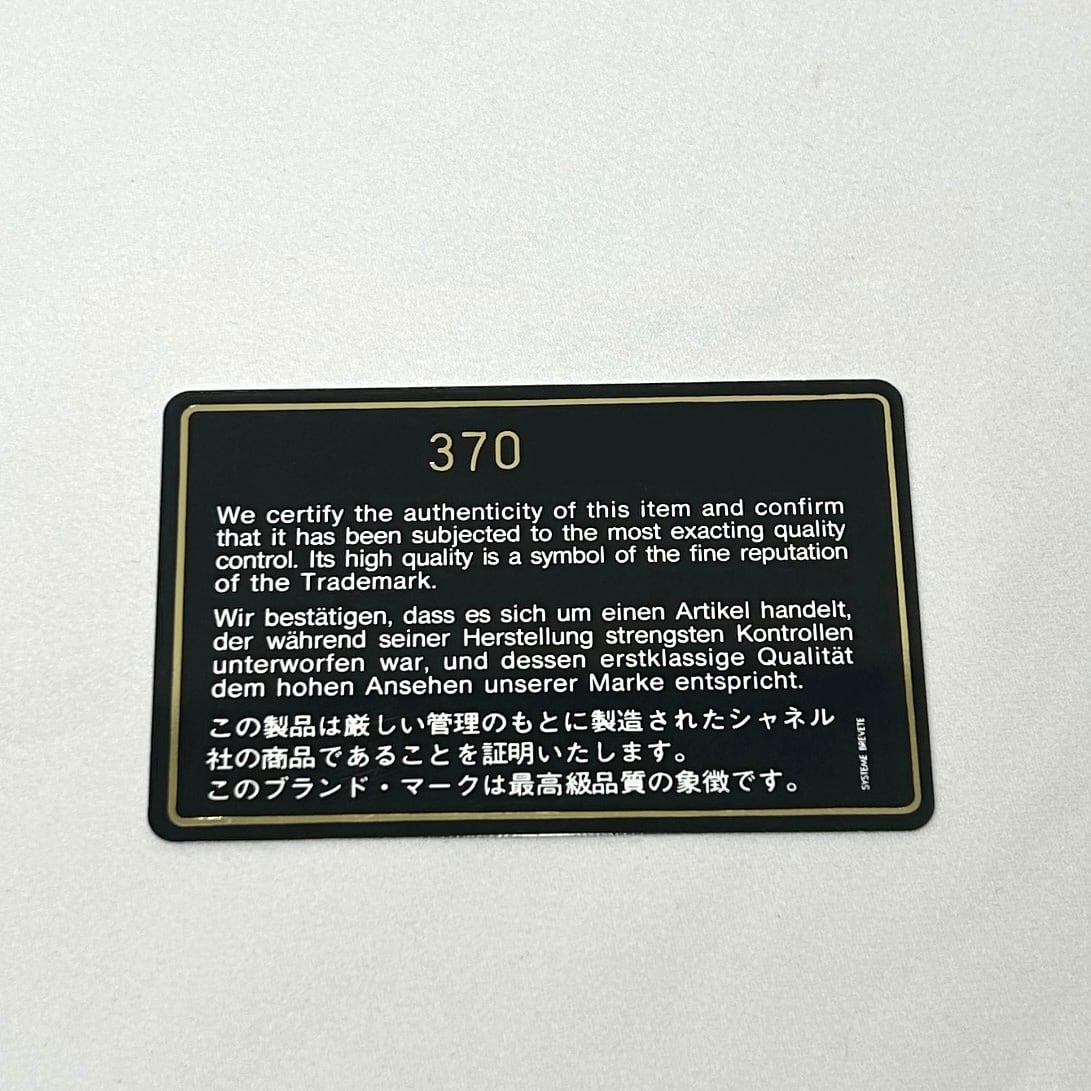 370
We certify the authenticity of this item and confirm
that it has been subjected to the most exacting quality
control. Its high quality is a symbol of the fine reputation
of the Trademark.
Wir bestätigen, dass es sich um einen Artikel handelt,
der während seiner Herstellung strengsten Kontrollen
unterworfen war, und dessen erstklassige Qualität
dem hohen Ansehen unserer Marke entspricht.
この製品は厳しい管理のもとに製造されたシャネル
社の商品であることを証明いたします。
このブランド・マークは最高級品質の象徴です。
SYSTEME BREVETE